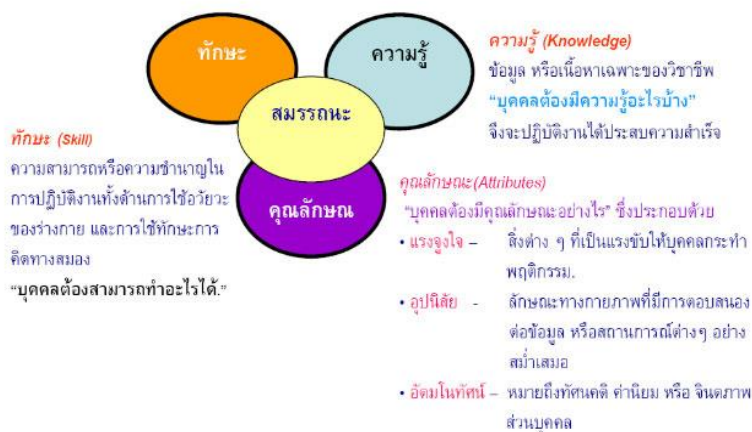 ทักษะ
ความรู้
สมรรถนะ
คุณลักษณ
ความรู้ (Knowledge)
ข้อมูล หรือเนื้อหาเฉพาะของวิชาชีพ
“บุคคลต้องมีความรู้อะไรบ้าง”
จึงจะปฏิบัติงานได้ประสบความสำเร็จ
ทักษะ (Skill)
ความสามารถหรือความชำนาญใน
การปฏิบัติงานทั้งด้านการใช้อวัยวะ
ของร่างกาย และการใช้ทักษะการ
คิดทางสมอง
“บุคคลต้องสามารถทำอะไรได้.”
คุณลักษณะ(Attributes)
“บุคคลต้องมีคุณลักษณะอย่างไร” ซึ่งประกอบด้วย
• แรงจูงใจ – สิ่งต่าง ๆ ที่เป็นแรงขับให้บุคคลกระทำ
พฤติกรรม.
• อุปนิสัย - ลักษณะทางกายภาพที่มีการตอบสนอง
ต่อข้อมูล หรือสถานการณ์ต่างๆ อย่าง
สม่ำเสมอ
• อัตมโนทัศน์ – หมายถึงทัศนคติ ค่านิยม หรือ จินตภาพ
ส่วนบุคคล